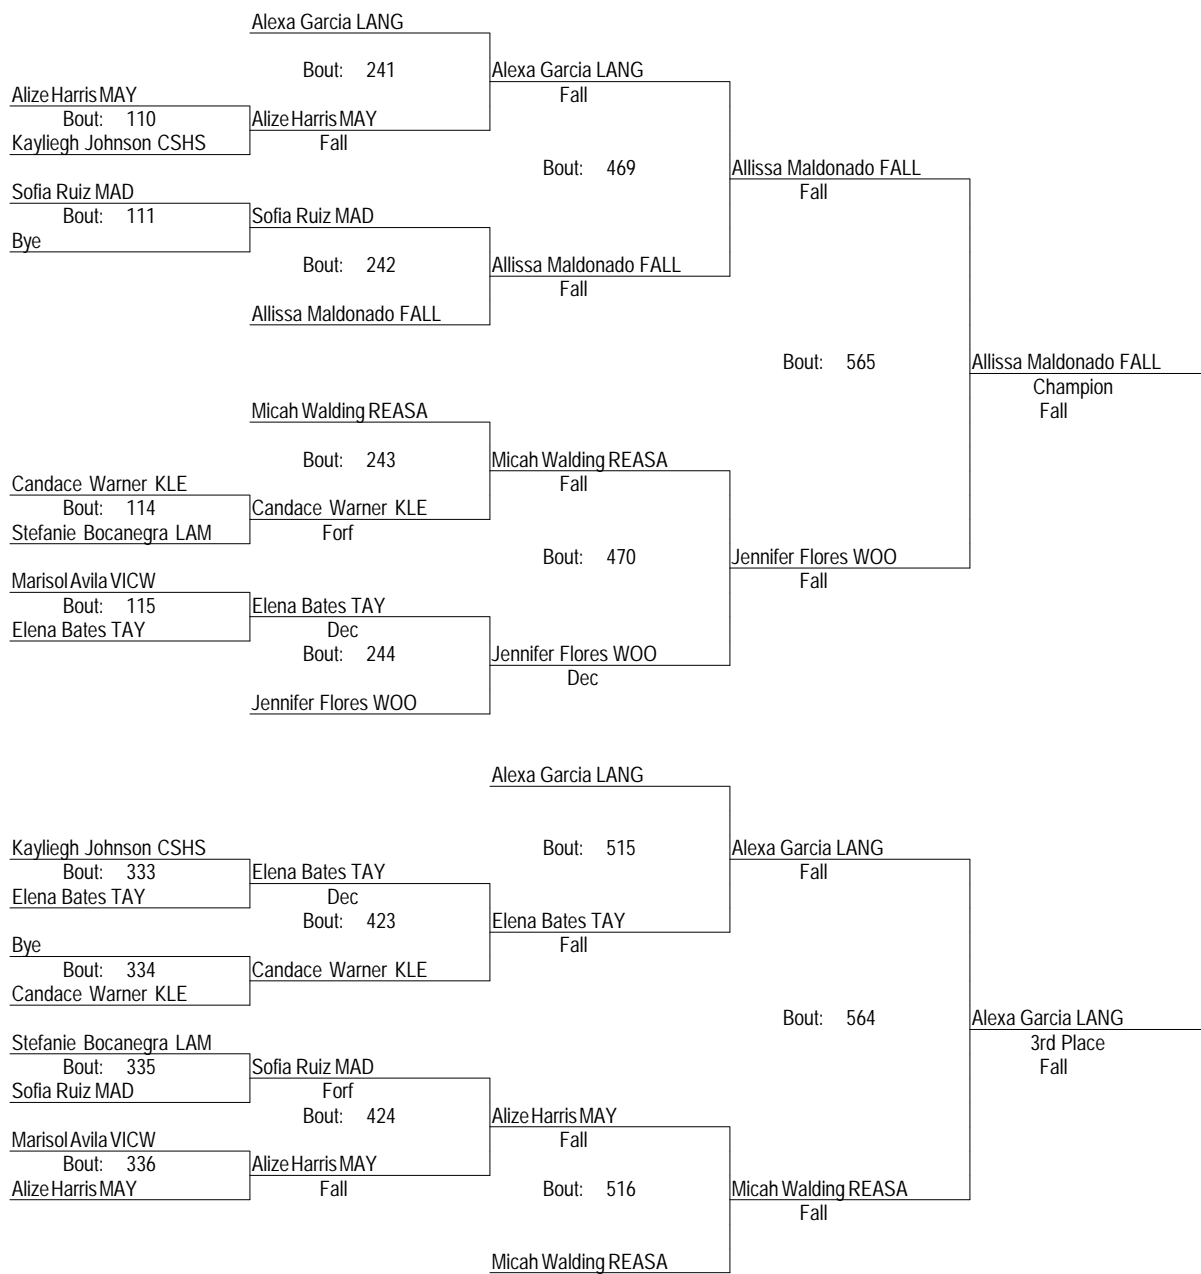 Alexa Garcia LANG
Bout: 241 Alexa Garcia LANG
Alize Harris MAY Fall
Bout: 110 Alize Harris MAY
Kayliegh Johnson CSHS Fall
Bout: 469 Allissa Maldonado FALL
Sofia Ruiz MAD Fall
Bout: 111 Sofia Ruiz MAD
Bye
Bout: 242 Allissa Maldonado FALL
Fall
Allissa Maldonado FALL
Bout: 565 Allissa Maldonado FALL
Champion
Micah Walding REASA Fall
Bout: 243 Micah Walding REASA
Candace Warner KLE Fall
Bout: 114 Candace Warner KLE
Stefanie Bocanegra LAM Forf
Bout: 470 Jennifer Flores WOO
Marisol Avila VICW Fall
Bout: 115 Elena Bates TAY
Elena Bates TAY Dec
Bout: 244 Jennifer Flores WOO
Dec
Jennifer Flores WOO
Alexa Garcia LANG
Kayliegh Johnson CSHS Bout: 515 Alexa Garcia LANG
Bout: 333 Elena Bates TAY Fall
Elena Bates TAY Dec
Bout: 423 Elena Bates TAY
Bye Fall
Bout: 334 Candace Warner KLE
Candace Warner KLE
Bout: 564 Alexa Garcia LANG
Stefanie Bocanegra LAM 3rd Place
Bout: 335 Sofia Ruiz MAD Fall
Sofia Ruiz MAD Forf
Bout: 424 Alize Harris MAY
Marisol Avila VICW Fall
Bout: 336 Alize Harris MAY
Alize Harris MAY Fall Bout: 516 Micah Walding REASA
Fall
Micah Walding REASA